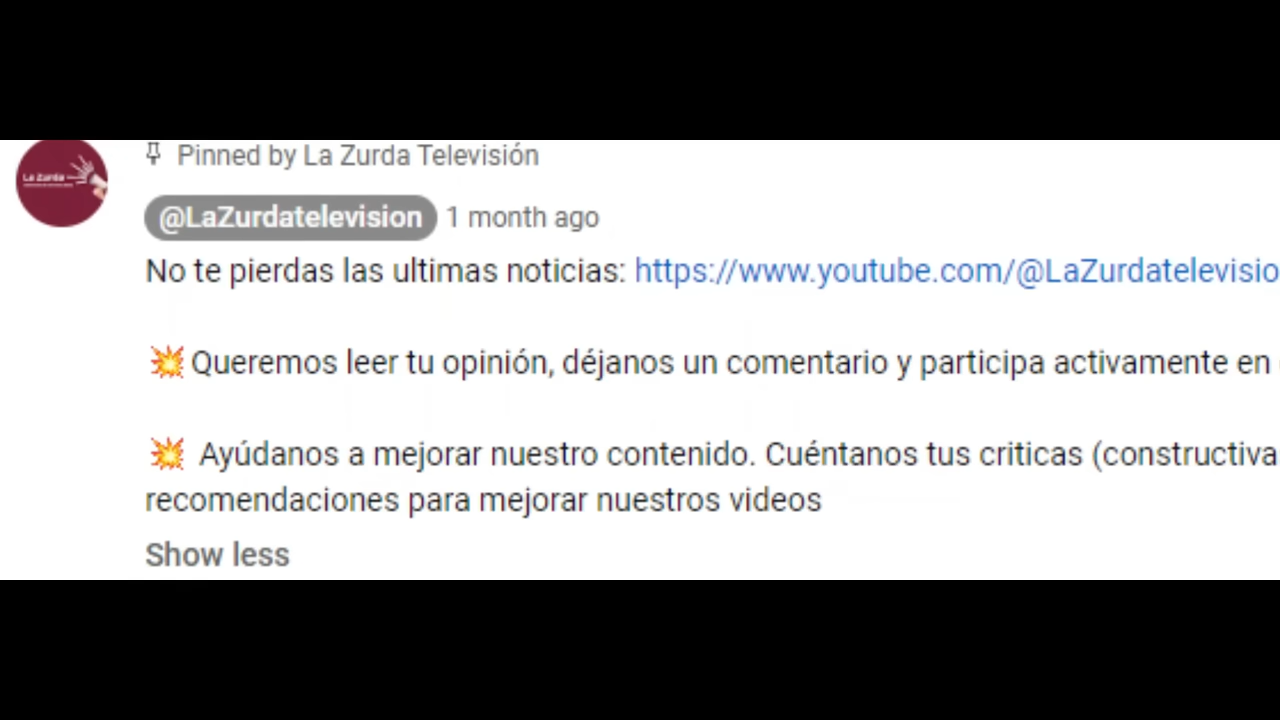 Pinned by La Zurda Televisión
La Zurda
@LaZurdatelevision 1 month ago
No te pierdas las ultimas noticias: https://www.youtube.com/@LaZurdatelevisio
💥Queremos leer tu opinión, déjanos un comentario y participa activamente en
💥 Ayúdanos a mejorar nuestro contenido. Cuéntanos tus criticas (constructiva
recomendaciones para mejorar nuestros videos
Show less